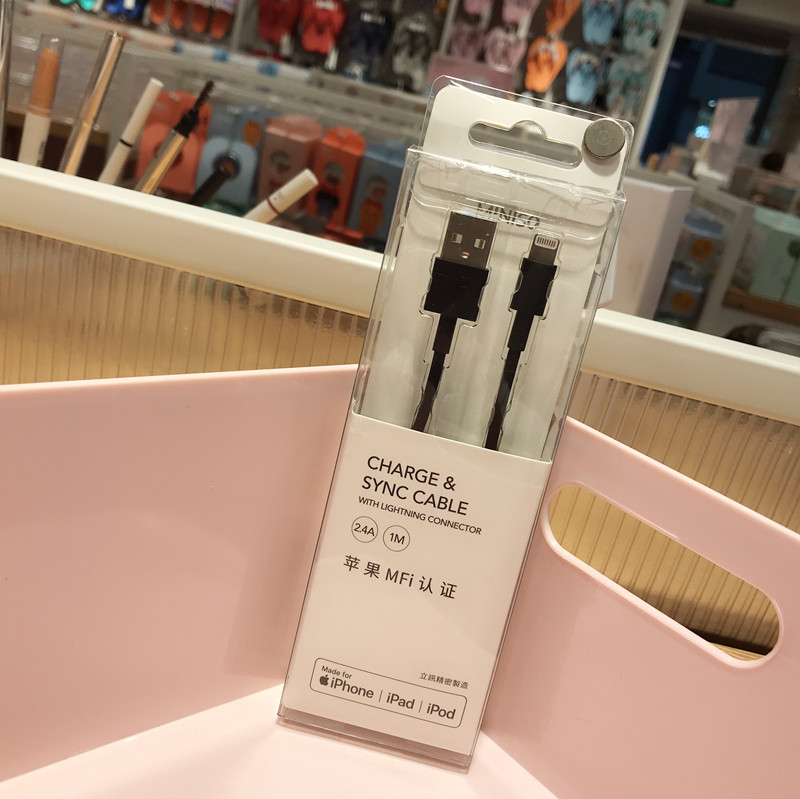 MINISO
CHARGE &
SYNC CABLE
WITH LIGHTNING CONNECTOR
2.4A 1M
苹果 MFi 认证
立訊精密製造
Made for
iPhone | iPad | iPod